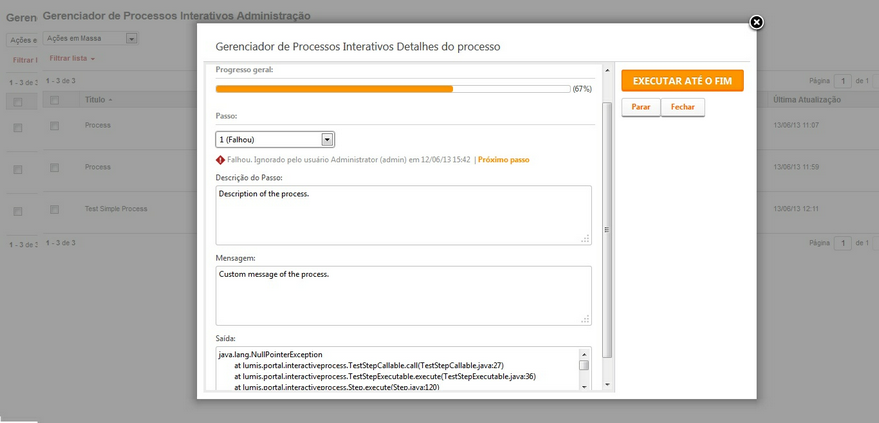 Geren
Gerenciador de Processos Interativos Administração
Ações e
Ações em Massa
Filtrar l
Filtrar lista
1 - 3 de 3
1 - 3 de 3
Página 1 de 1
Título
Última Atualização
Process
13/06/13 11:07
Process
13/06/13 11:59
Test Simple Process
13/06/13 12:11
1 - 3 de 3
1 - 3 de 3
Página 1 de 1
Gerenciador de Processos Interativos Detalhes do processo
Progresso geral:
(67%)
Passo:
1 (Falhou)
Falhou. Ignorado pelo usuário Administrator (admin) em 12/06/13 15:42 | Próximo passo
Descrição do Passo:
Description of the process.
Mensagem:
Custom message of the process.
Saída:
java.lang.NullPointerException
at lumis.portal.interactiveprocess.TestStepCallable.call(TestStepCallable.java:27)
at lumis.portal.interactiveprocess.TestStepExecutable.execute(TestStepExecutable.java:36)
at lumis.portal.interactiveprocess.Step.execute(Step.java:120)
EXECUTAR ATÉ O FIM
Parar
Fechar